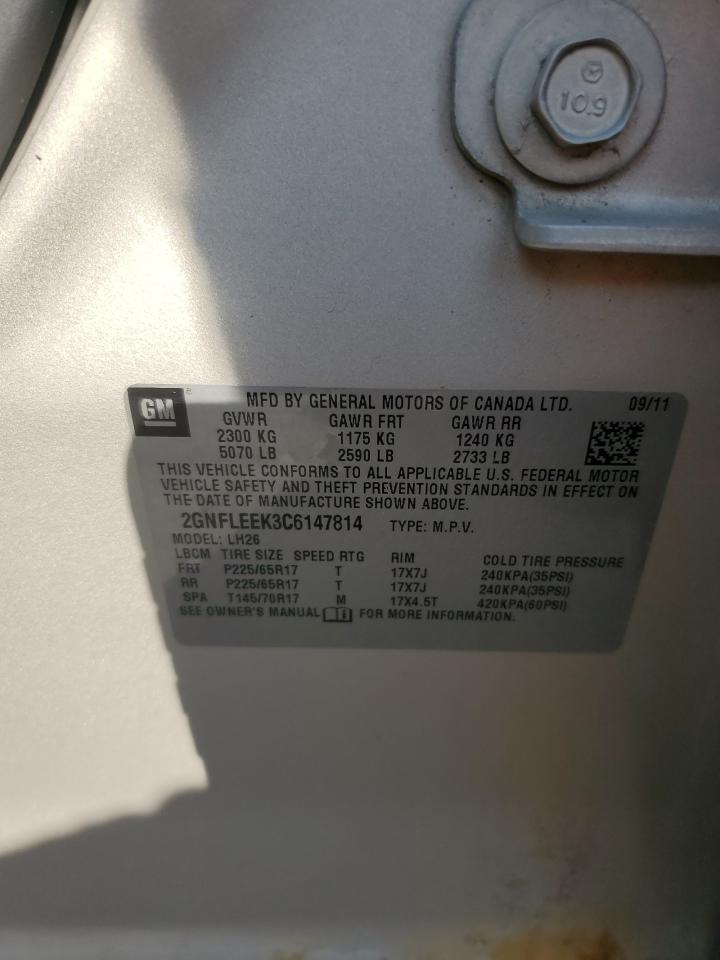 10.9
GM ® MFD BY GENERAL MOTORS OF CANADA LTD. 09/11
GVWR GAWR FRT GAWR RR
2300 KG 1175 KG 1240 KG
5070 LB 2590 LB 2733 LB
THIS VEHICLE CONFORMS TO ALL APPLICABLE U.S. FEDERAL MOTOR
VEHICLE SAFETY AND THEFT PREVENTION STANDARDS IN EFFECT ON
THE DATE OF MANUFACTURE SHOWN ABOVE.
2GNFLEEK3C6147814 TYPE: M.P.V.
MODEL: LH26
LBCM TIRE SIZE SPEED RTG RIM COLD TIRE PRESSURE
FRT P225/65R17 T 17X7J 240KPA(35PSI)
RR P225/65R17 T 17X7J 240KPA(35PSI)
SPA T145/70R17 M 17X4.5T 420KPA(60PSI)
SEE OWNER'S MANUAL FOR MORE INFORMATION.